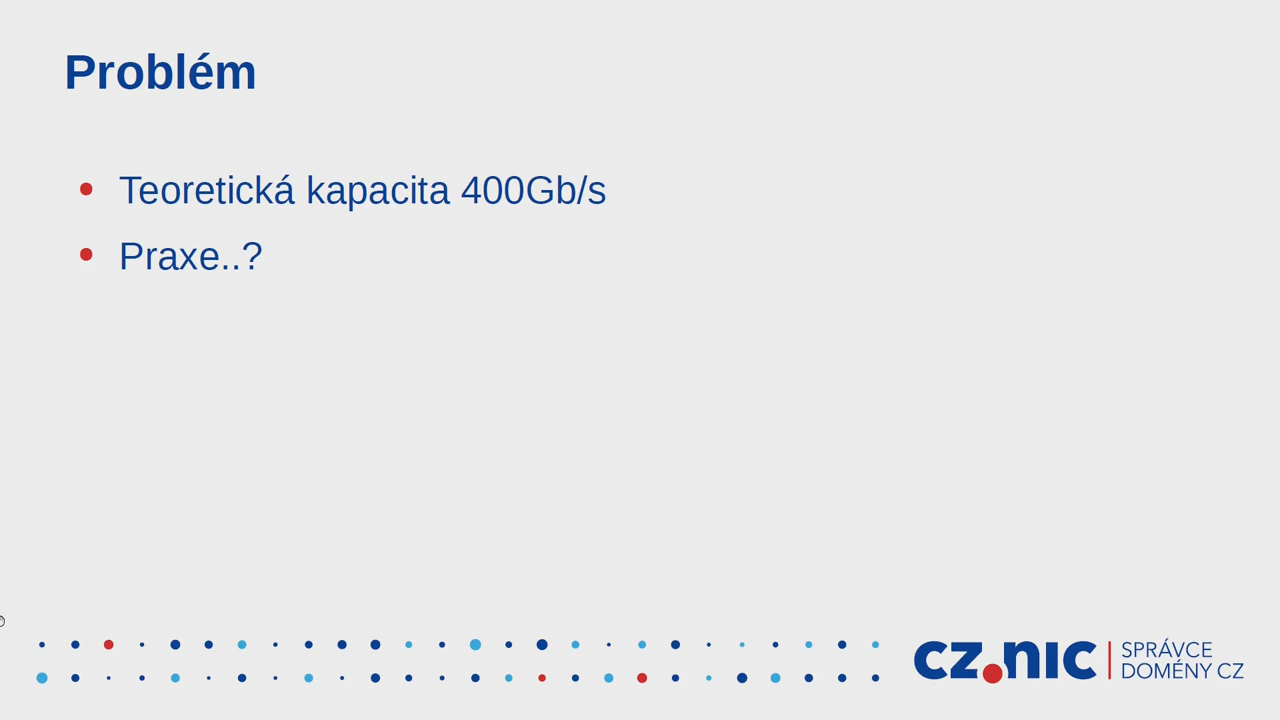 Problém
Teoretická kapacita 400Gb/s
Praxe..?
CZ.NIC
SPRÁVCE
DOMÉNY CZ